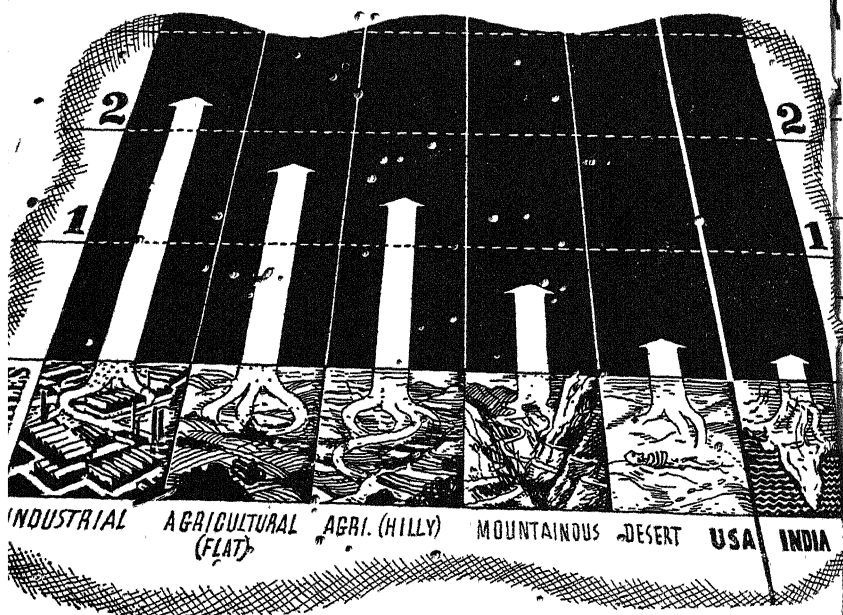 2
2
1
1
INDUSTRIAL
AGRICULTURAL
(FLAT)
AGRI. (HILLY)
MOUNTAINOUS
DESERT
USA
INDIA